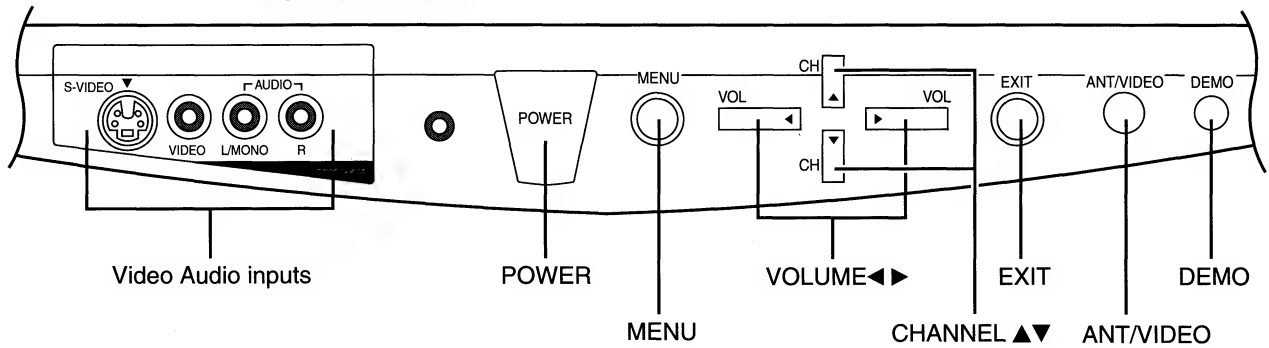 S-VIDEO ▼
AUDIO
VIDEO
L/MONO
R
POWER
MENU
VOL ◀
CH ▲
▼ CH
VOL ▶
EXIT
ANT/VIDEO
DEMO
Video Audio inputs
POWER
VOLUME◀ ▶
EXIT
DEMO
MENU
CHANNEL ▲▼
ANT/VIDEO